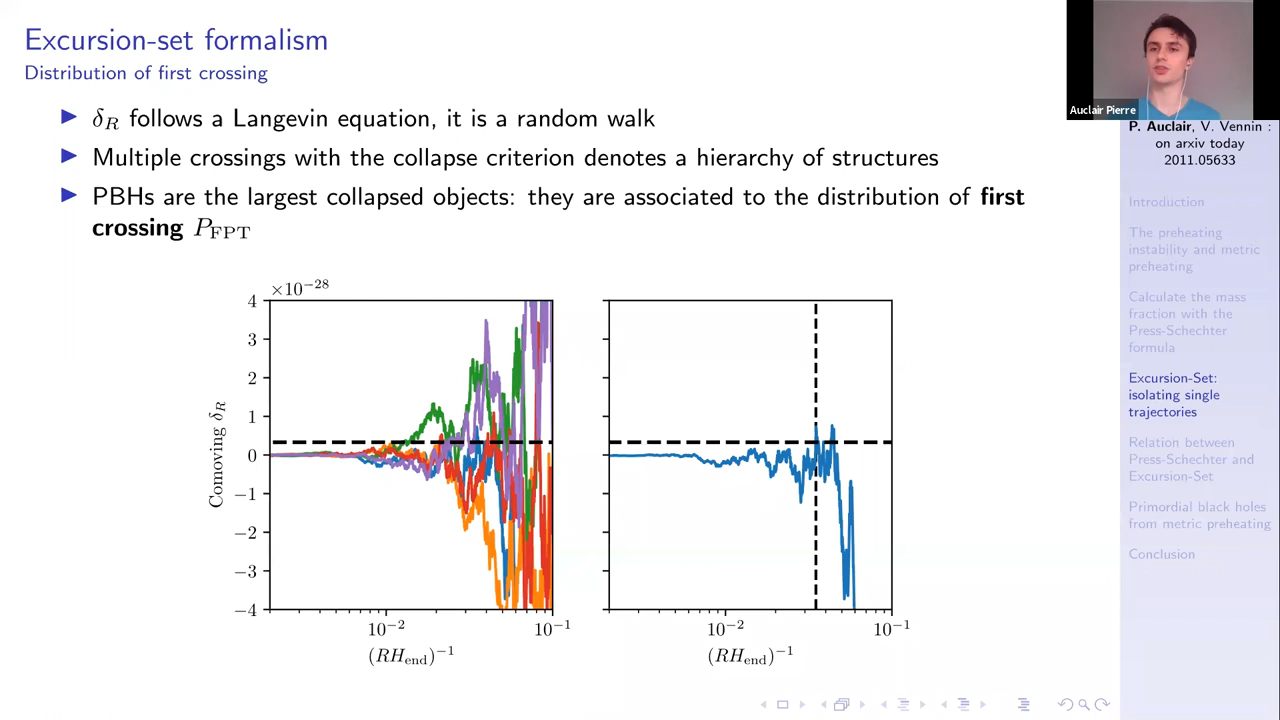 Excursion-set formalism
Distribution of first crossing
▶ δ_R follows a Langevin equation, it is a random walk
▶ Multiple crossings with the collapse criterion denotes a hierarchy of structures
▶ PBHs are the largest collapsed objects: they are associated to the distribution of first
crossing P_FPT
×10⁻²⁸
4
3
2
1
0
−1
−2
−3
−4
Comoving δ_R
10⁻² 10⁻¹
(RH_end)⁻¹
10⁻² 10⁻¹
(RH_end)⁻¹
Auclair Pierre
P. Auclair, V. Vennin :
on arxiv today
2011.05633
Introduction
The preheating
instability and metric
preheating
Calculate the mass
fraction with the
Press-Schechter
formula
Excursion-Set:
isolating single
trajectories
Relation between
Press-Schechter and
Excursion-Set
Primordial black holes
from metric preheating
Conclusion